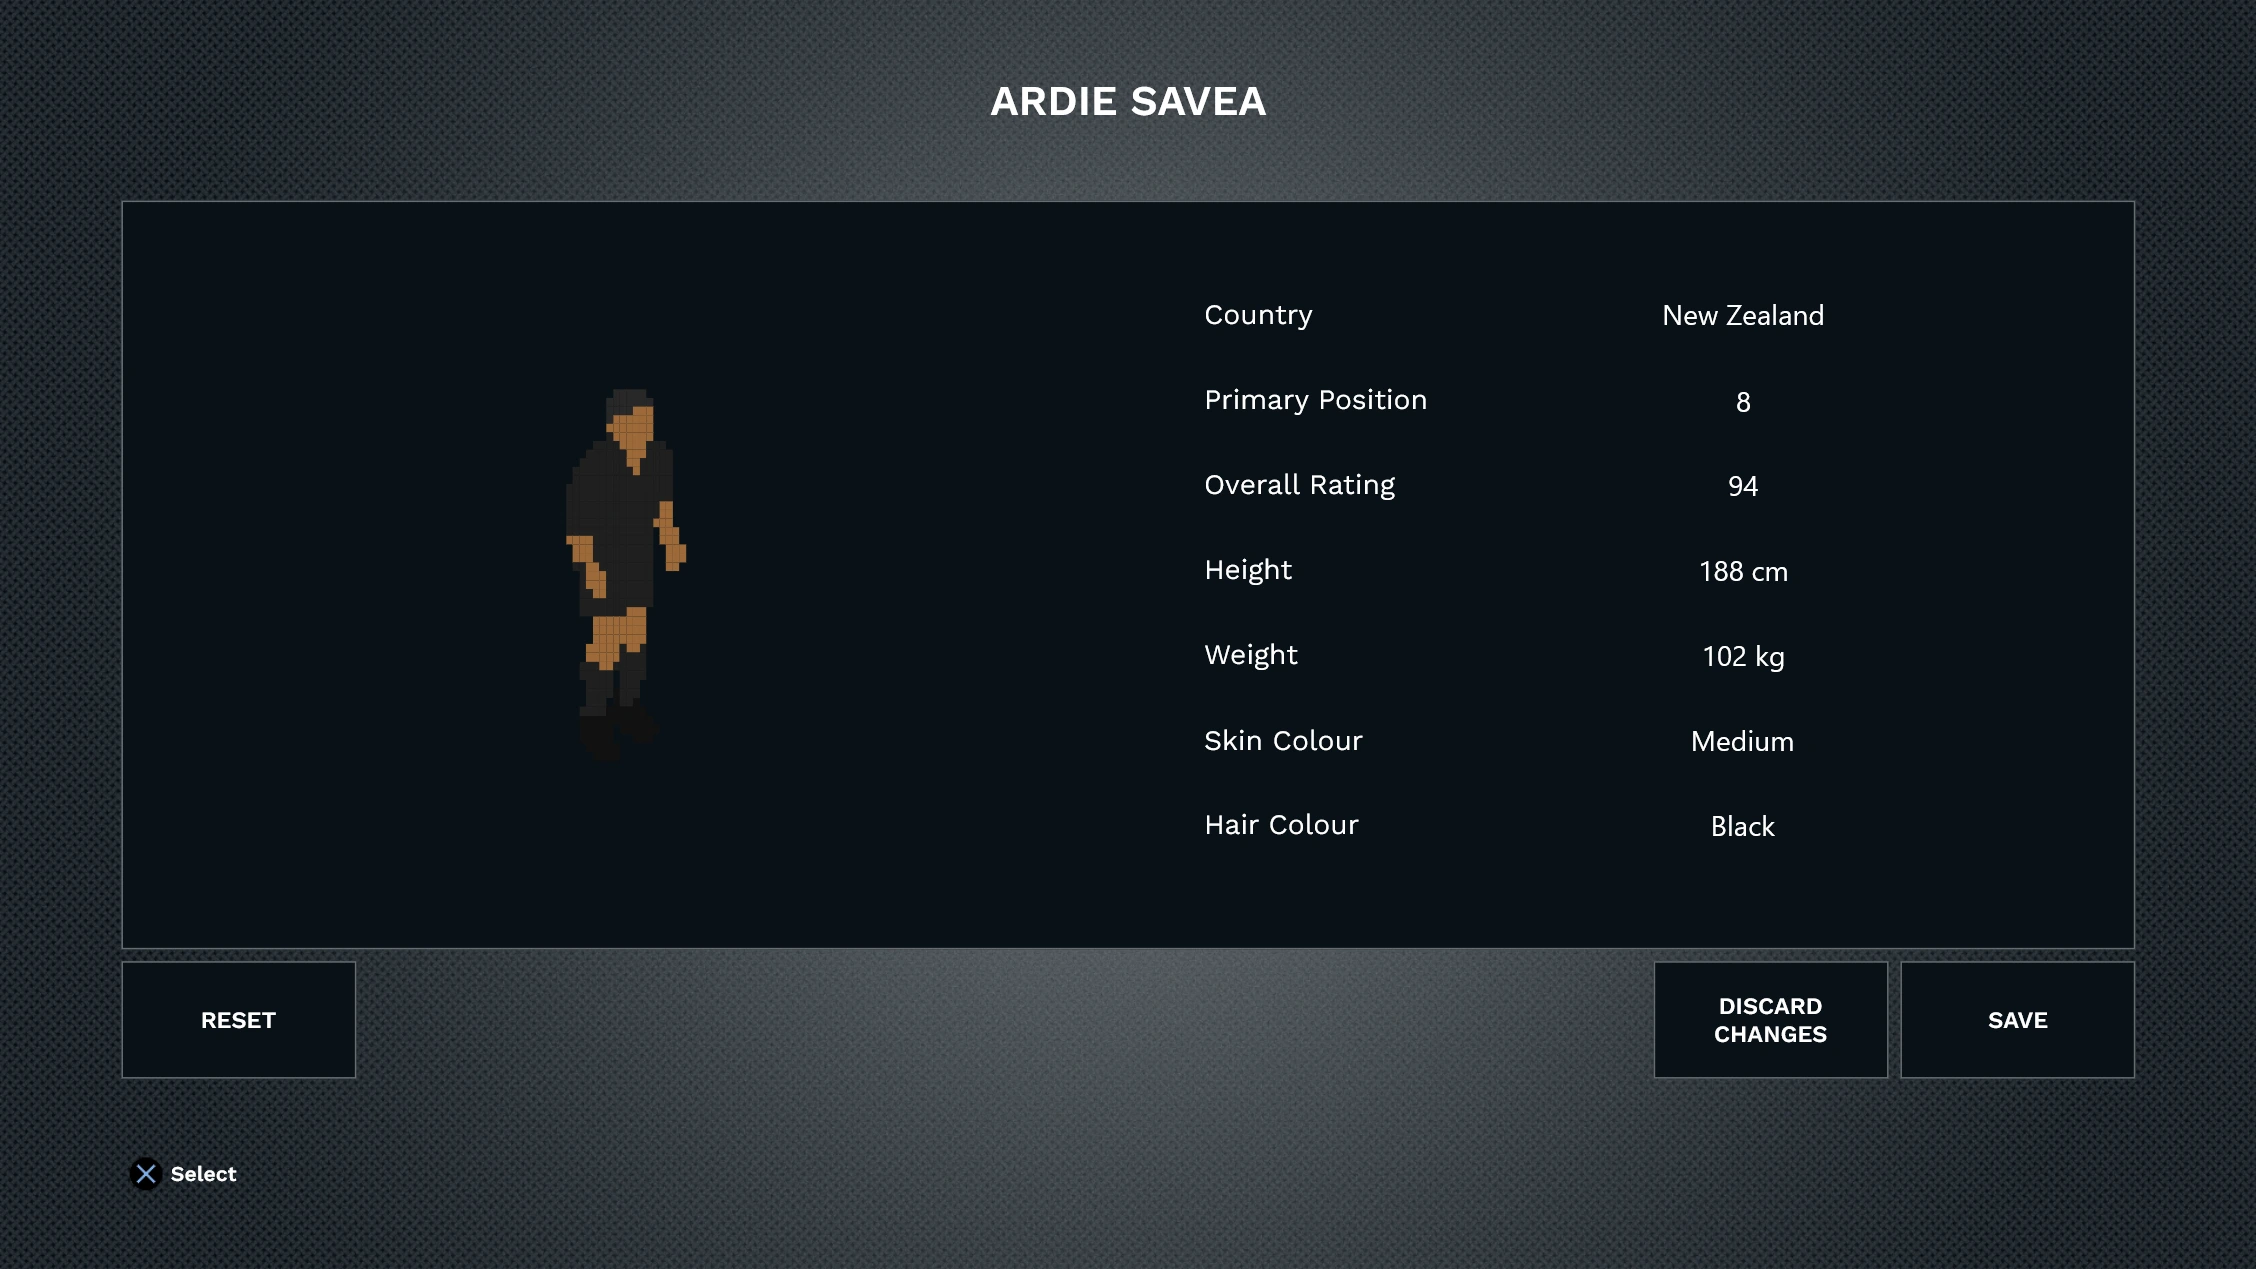 ARDIE SAVEA
Country New Zealand
Primary Position 8
Overall Rating 94
Height 188 cm
Weight 102 kg
Skin Colour Medium
Hair Colour Black
RESET
DISCARD
CHANGES
SAVE
Select